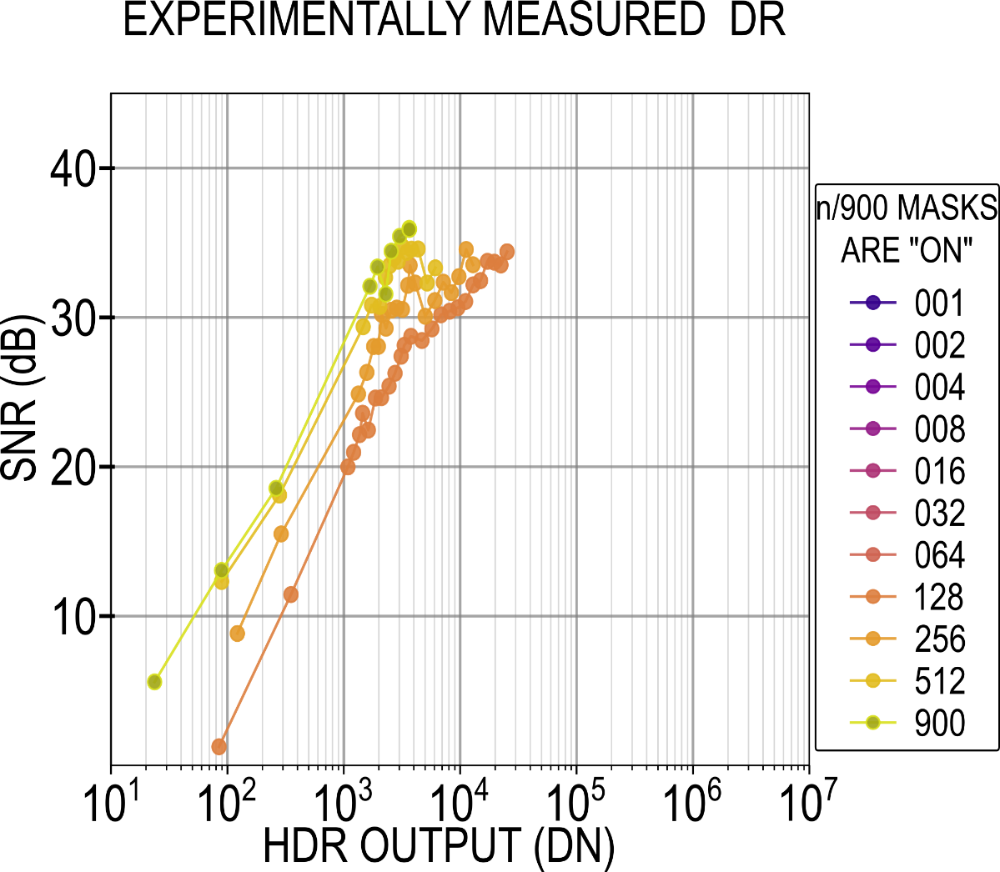 EXPERIMENTALLY MEASURED  DR
40
30
20
10
SNR (dB)
10¹ 10² 10³ 10⁴ 10⁵ 10⁶ 10⁷
HDR OUTPUT (DN)
n/900 MASKS
ARE "ON"
001
002
004
008
016
032
064
128
256
512
900